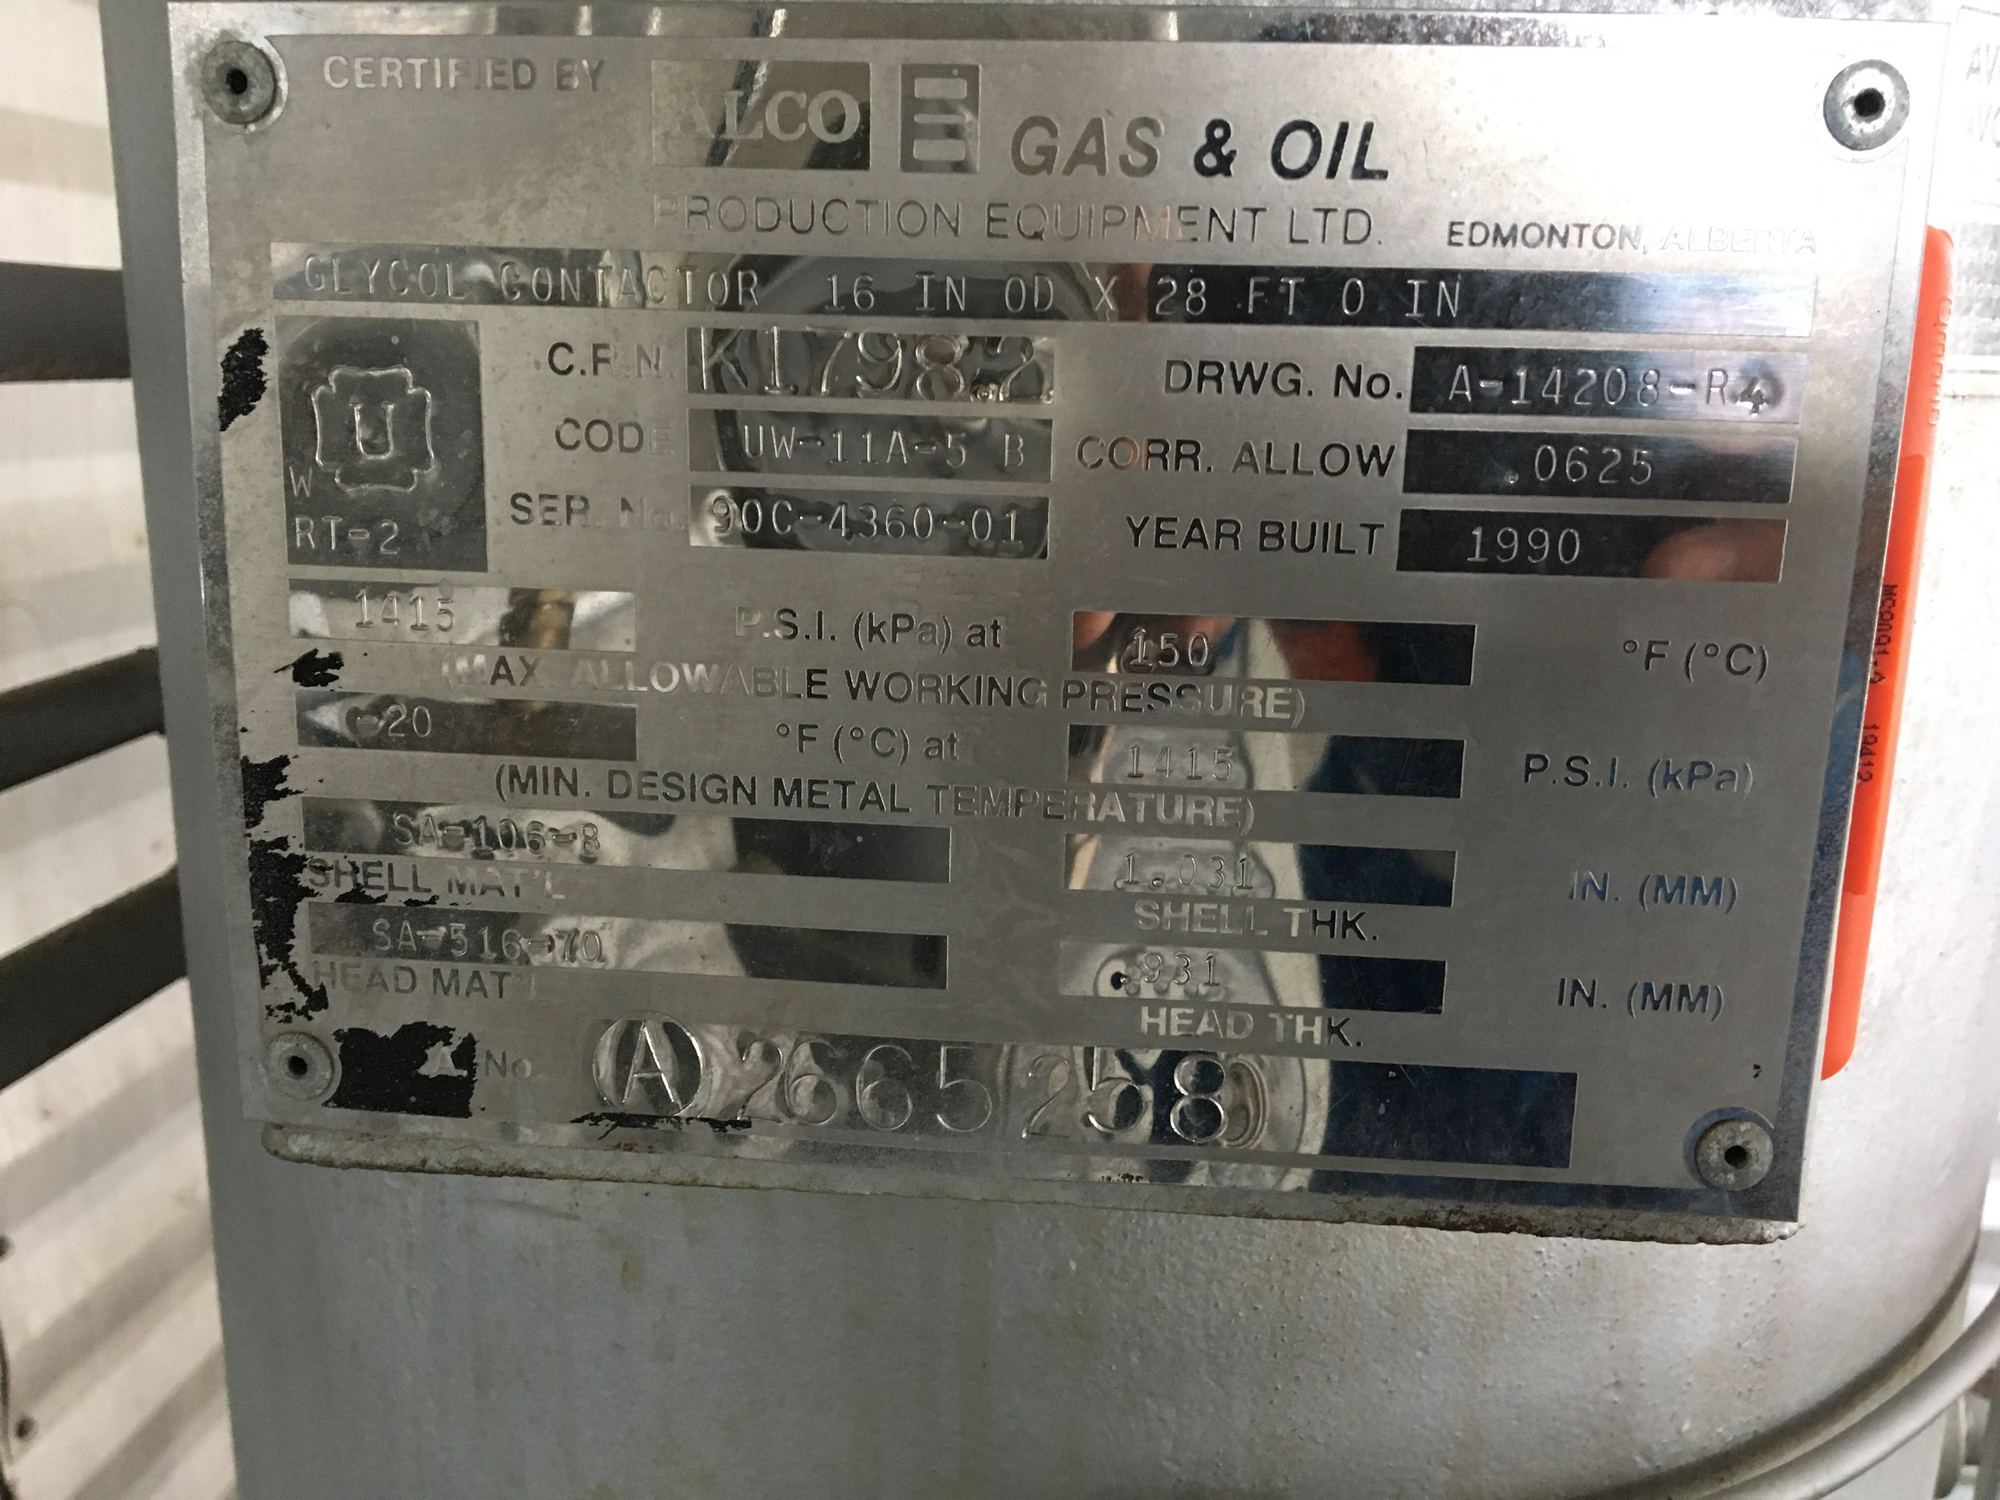 CERTIFIED BY ALCO GAS & OIL
PRODUCTION EQUIPMENT LTD. EDMONTON, ALBERTA
GLYCOL CONTACTOR 16 IN OD X 28 FT 0 IN
U
W
RT-2
C.R.N. K1798.2 DRWG. No. A-14208-R4
CODE UW-11A-5 B CORR. ALLOW .0625
SER. No. 90C-4360-01 YEAR BUILT 1990
1415 P.S.I. (kPa) at 150 °F (°C)
(MAX. ALLOWABLE WORKING PRESSURE)
-20 °F (°C) at 1415 P.S.I. (kPa)
(MIN. DESIGN METAL TEMPERATURE)
SA-106-B 1.031 IN. (MM)
SHELL MAT'L SHELL THK.
SA-516-70 .931 IN. (MM)
HEAD MAT'L HEAD THK.
A No. A 2665258